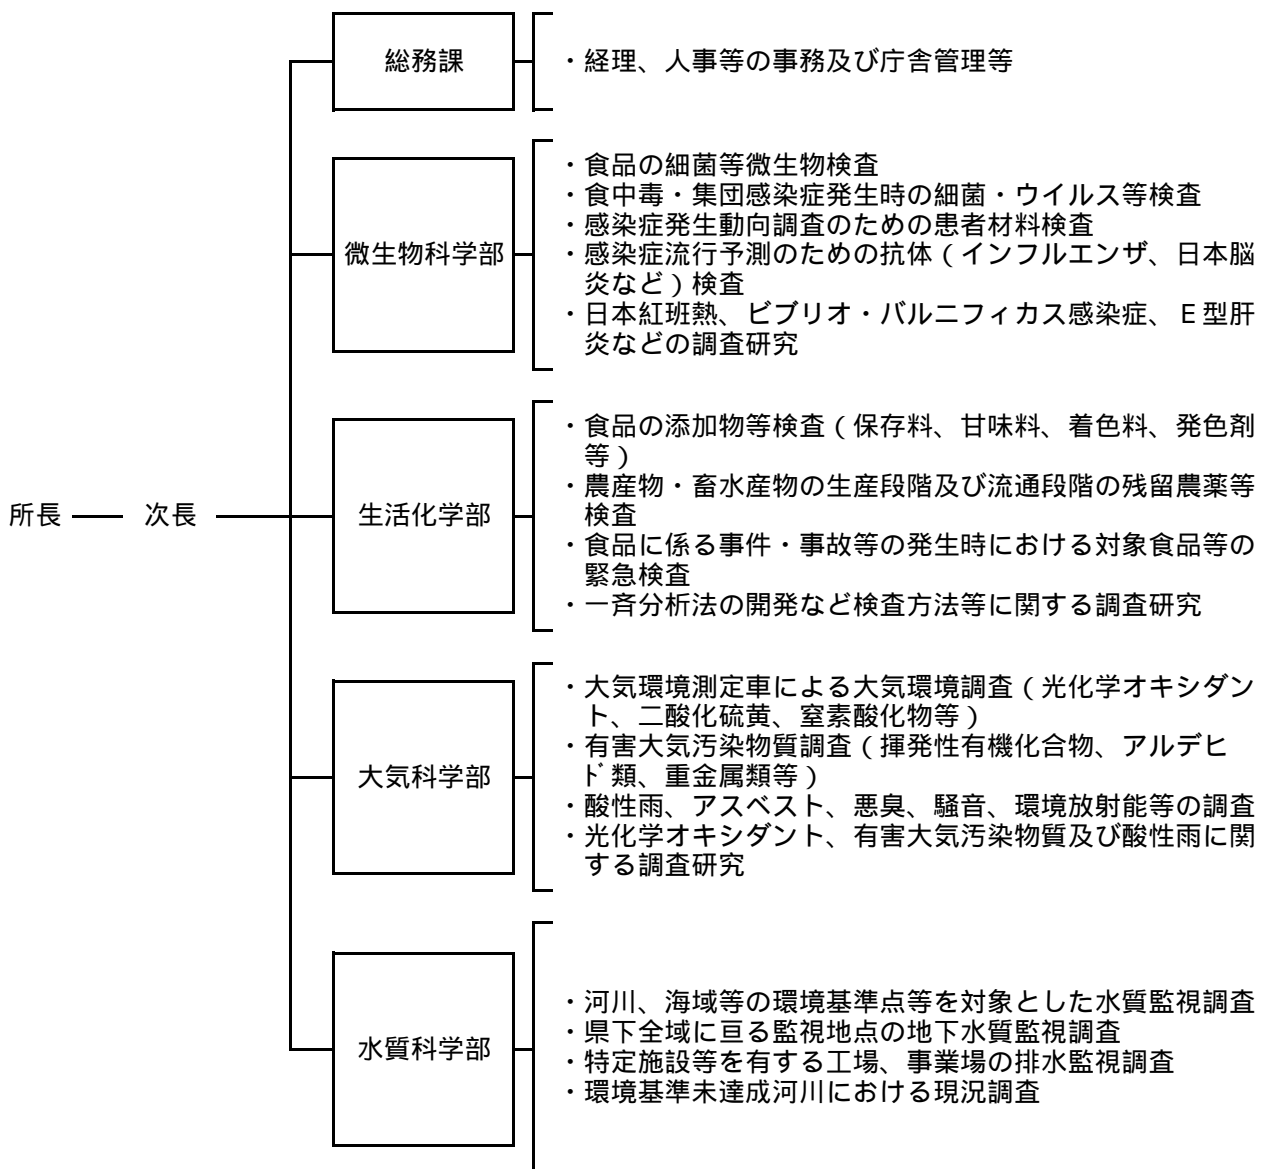 総務課
・経理、人事等の事務及び庁舎管理等
微生物科学部
・食品の細菌等微生物検査
・食中毒・集団感染症発生時の細菌・ウイルス等検査
・感染症発生動向調査のための患者材料検査
・感染症流行予測のための抗体（インフルエンザ、日本脳
炎など）検査
・日本紅斑熱、ビブリオ・バルニフィカス感染症、Ｅ型肝
炎などの調査研究
所長
次長
生活化学部
・食品の添加物等検査（保存料、甘味料、着色料、発色剤
等）
・農産物・畜水産物の生産段階及び流通段階の残留農薬等
検査
・食品に係る事件・事故等の発生時における対象食品等の
緊急検査
・一斉分析法の開発など検査方法等に関する調査研究
大気科学部
・大気環境測定車による大気環境調査（光化学オキシダン
ト、二酸化硫黄、窒素酸化物等）
・有害大気汚染物質調査（揮発性有機化合物、アルデヒ
ド類、重金属類等）
・酸性雨、アスベスト、悪臭、騒音、環境放射能等の調査
・光化学オキシダント、有害大気汚染物質及び酸性雨に関
する調査研究
水質科学部
・河川、海域等の環境基準点等を対象とした水質監視調査
・県下全域に亘る監視地点の地下水質監視調査
・特定施設等を有する工場、事業場の排水監視調査
・環境基準未達成河川における現況調査